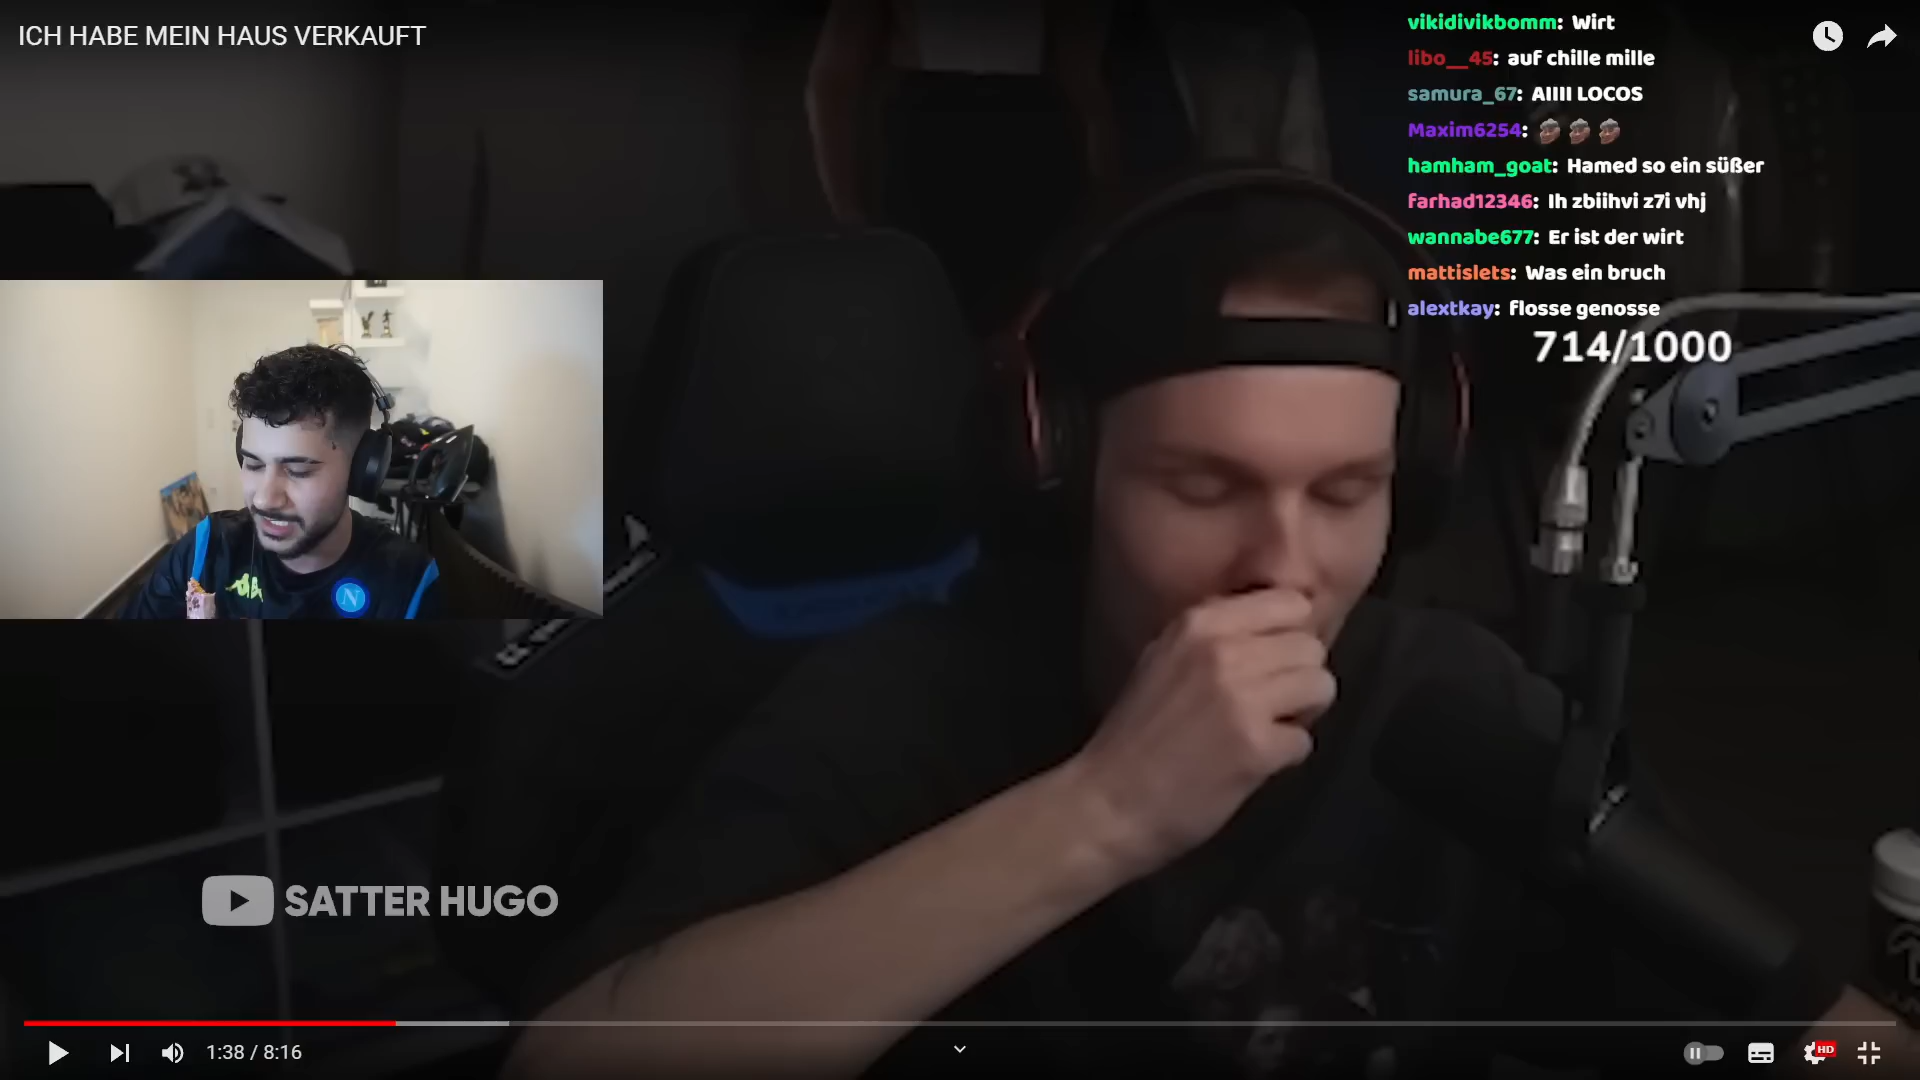 ICH HABE MEIN HAUS VERKAUFT
vikidivikbomm: Wirt
libo__45: auf chille mille
samura_67: AIIII LOCOS
Maxim6254:
hamham_goat: Hamed so ein süßer
farhad12346: Ih zbiihvi z7i vhj
wannabe677: Er ist der wirt
mattislets: Was ein bruch
alextkay: flosse genosse
714/1000
N
SATTER HUGO
1:38 / 8:16
HD